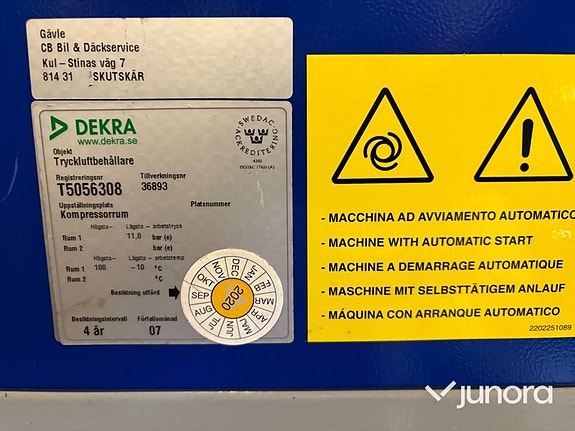 Gävle
CB Bil & Däckservice
Kul-Stinas väg 7
814 31 SKUTSKÄR
DEKRA
www.dekra.se
SWEDAC
ACKREDITERING
Objekt
Tryckluftbehållare
Registreringsnr Tillverkningsnr
T5056308 36893
Uppställningsplats Platsnummer
Kompressorrum
Högsta- Lägsta- arbetstryck
Rum 1 11,0 bar (e)
Rum 2 bar (e)
Högsta- Lägsta- arbetstemp
Rum 1 100 -10 °C
Rum 2 °C
Besiktning utförd
JAN FEB MAR APR MAJ JUN JUL AUG SEP OKT NOV DEC
2020
Besiktningsintervall Förfallomånad
4 år 07
- MACCHINA AD AVVIAMENTO AUTOMATICO
- MACHINE WITH AUTOMATIC START
- MACHINE A DEMARRAGE AUTOMATIQUE
- MASCHINE MIT SELBSTTÄTIGEM ANLAUF
- MÁQUINA CON ARRANQUE AUTOMATICO
2202251089
junora